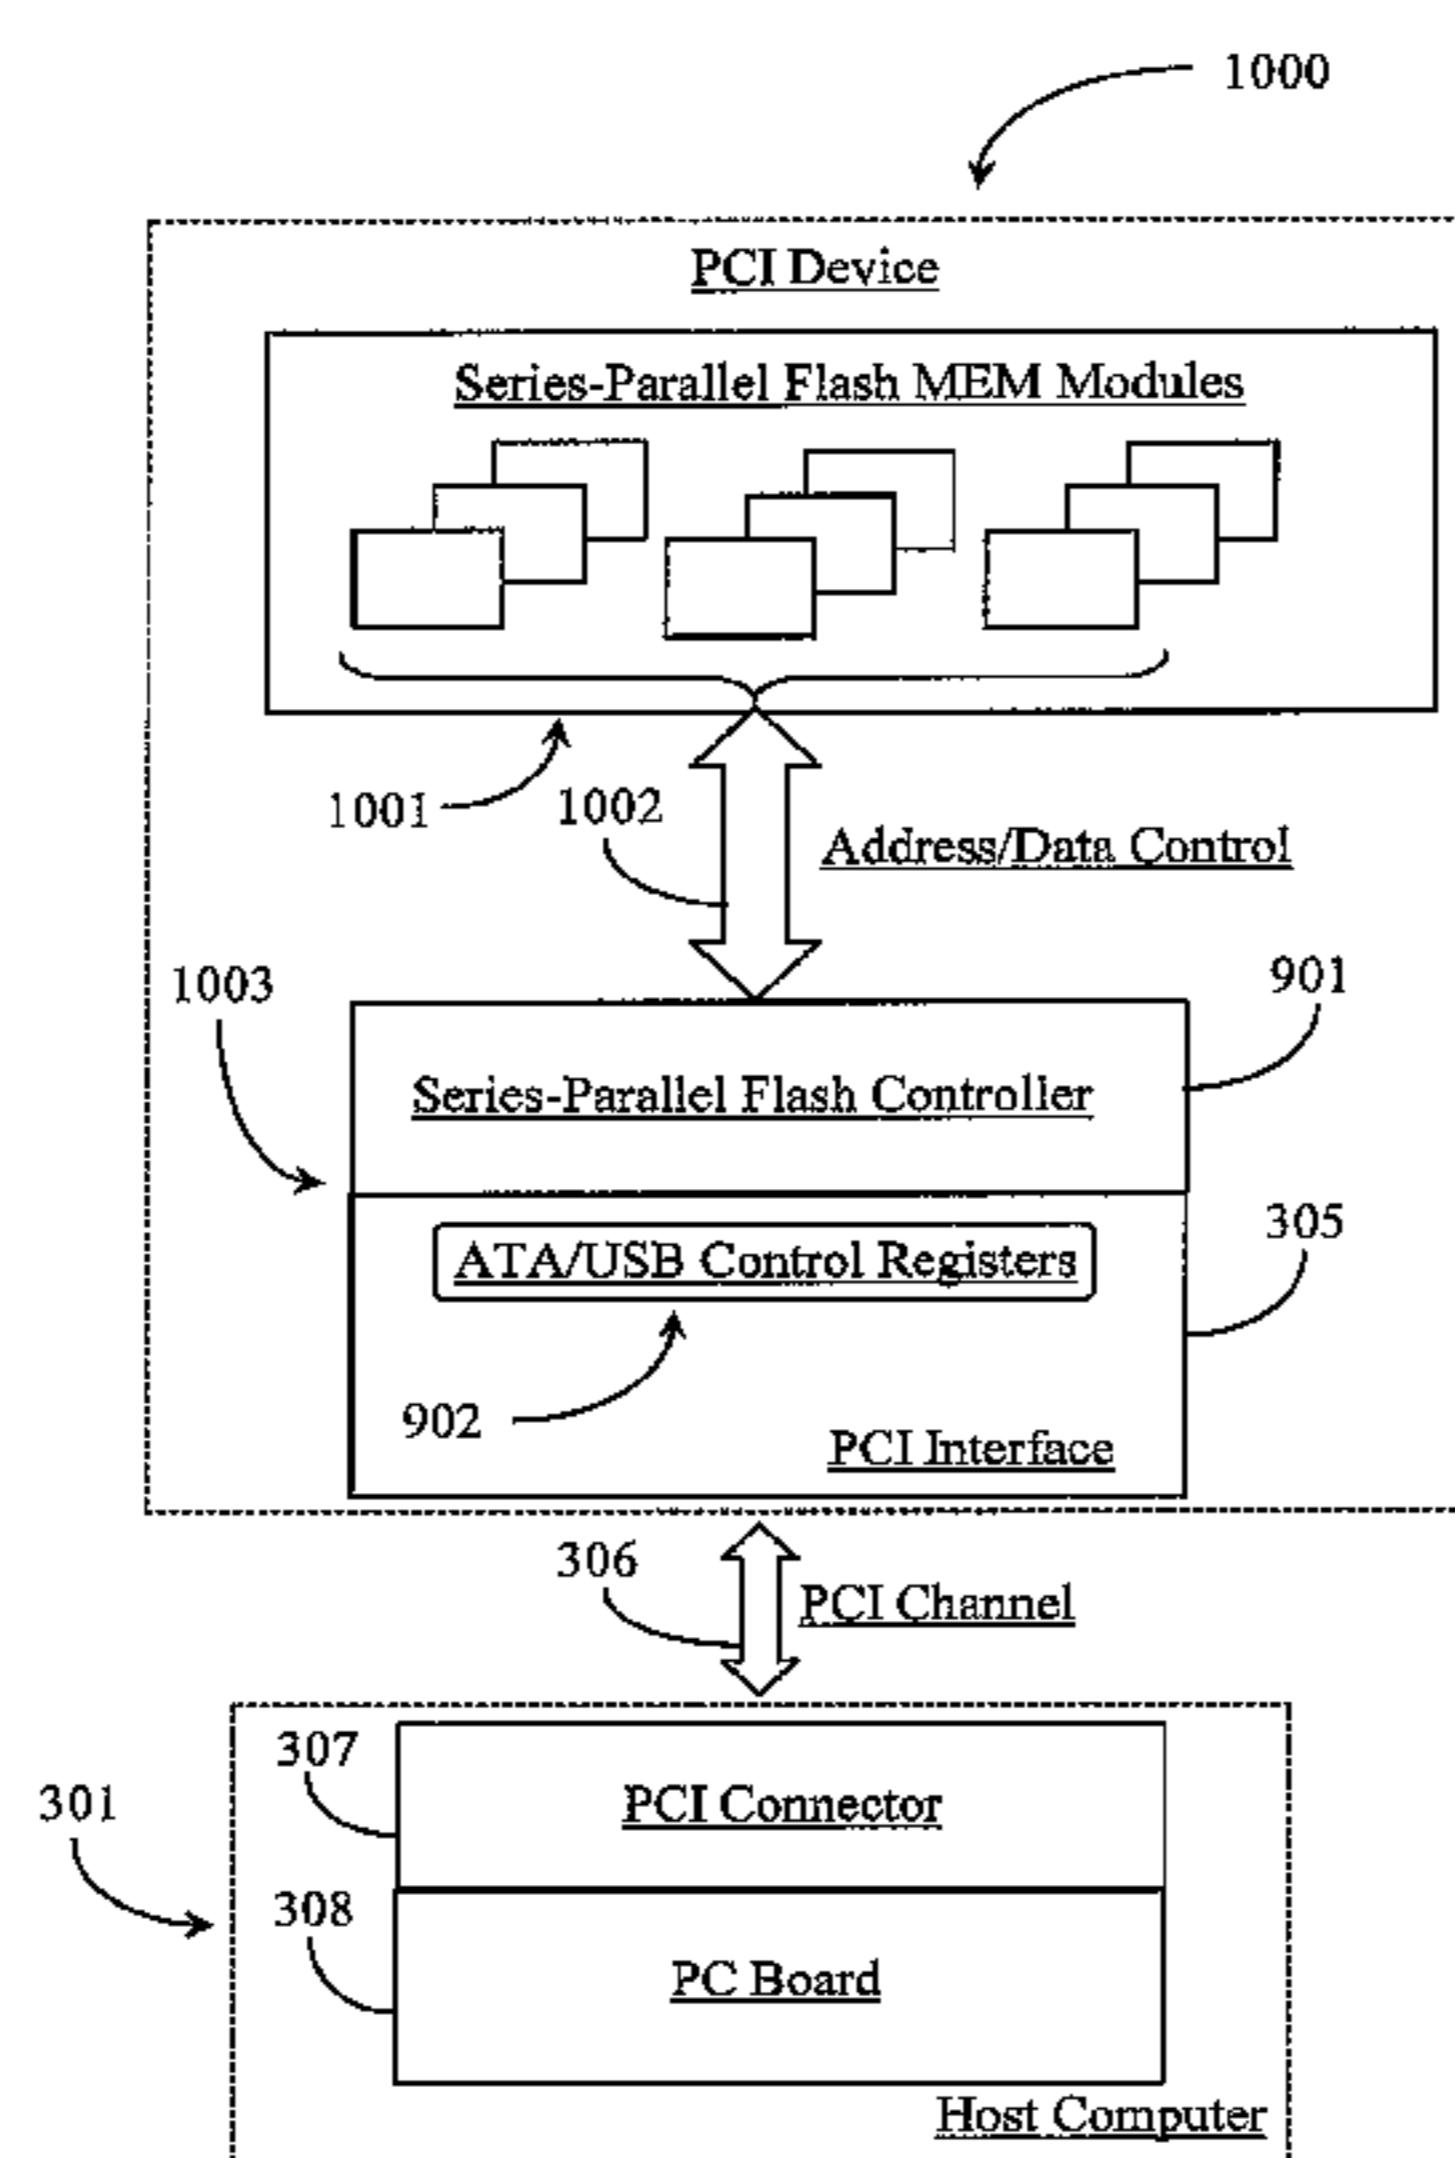 1000
PCI Device
Series-Parallel Flash MEM Modules
1001
1002
Address/Data Control
1003
901
Series-Parallel Flash Controller
305
ATA/USB Control Registers
902
PCI Interface
306
PCI Channel
307
PCI Connector
301
308
PC Board
Host Computer